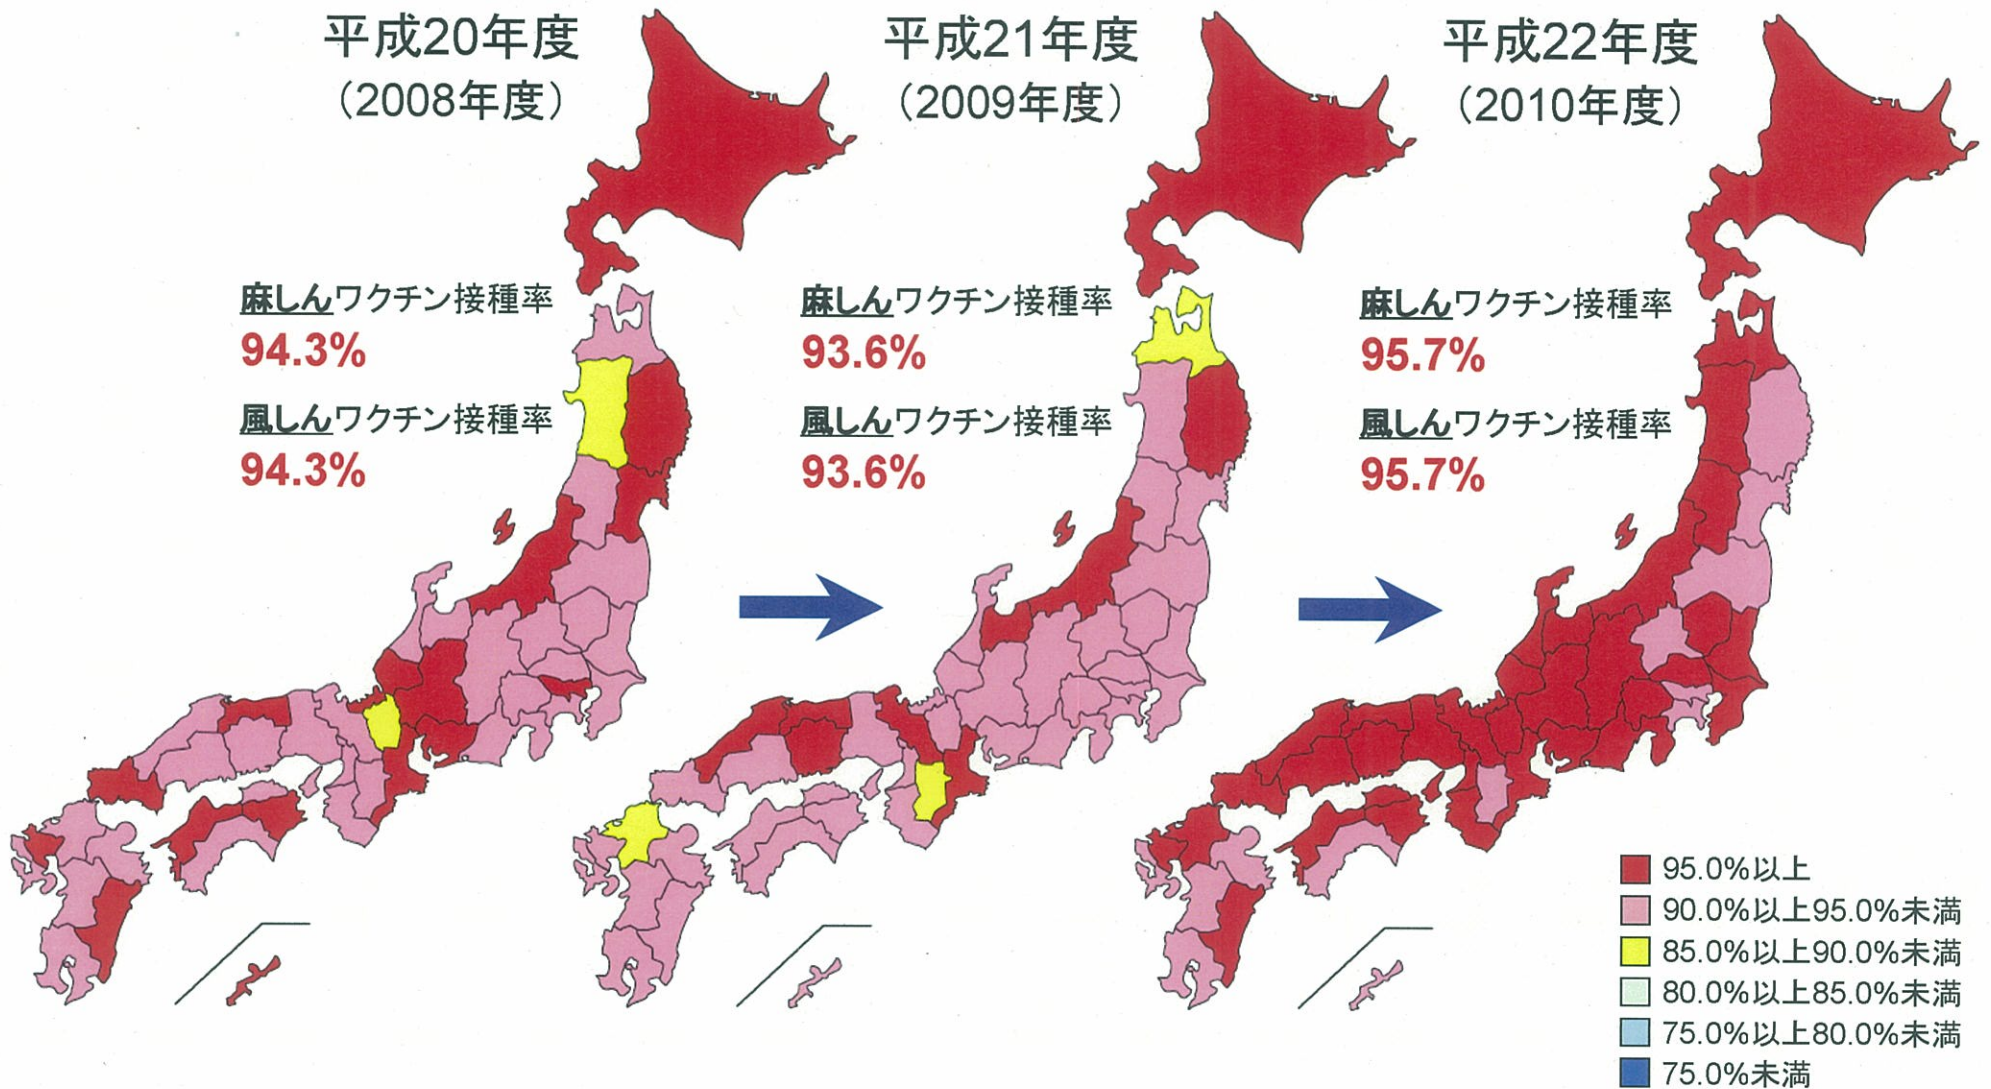 平成20年度
（2008年度）
麻しんワクチン接種率
94.3%
風しんワクチン接種率
94.3%
平成21年度
（2009年度）
麻しんワクチン接種率
93.6%
風しんワクチン接種率
93.6%
平成22年度
（2010年度）
麻しんワクチン接種率
95.7%
風しんワクチン接種率
95.7%
95.0%以上
90.0%以上95.0%未満
85.0%以上90.0%未満
80.0%以上85.0%未満
75.0%以上80.0%未満
75.0%未満